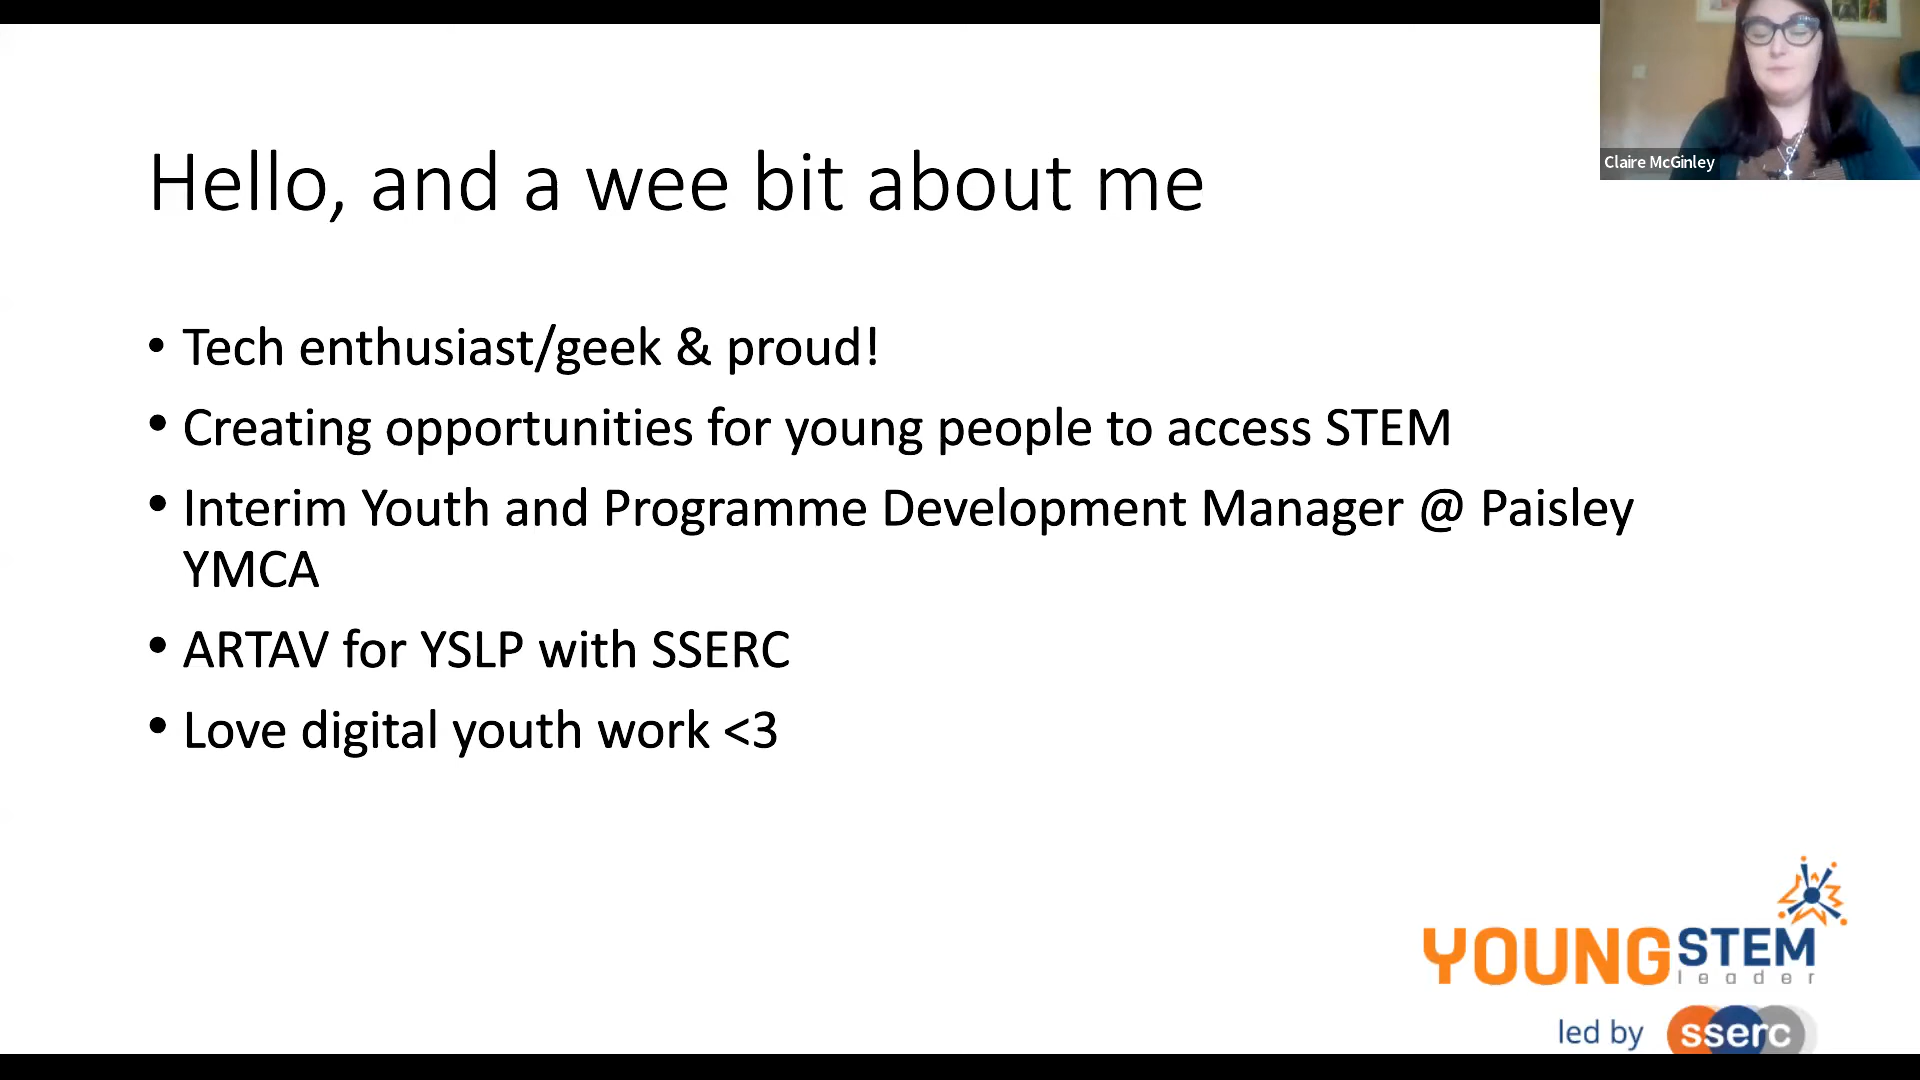 Claire McGinley
Hello, and a wee bit about me
• Tech enthusiast/geek & proud!
• Creating opportunities for young people to access STEM
• Interim Youth and Programme Development Manager @ Paisley
YMCA
• ARTAV for YSLP with SSERC
• Love digital youth work <3
YOUNG STEM
leader
led by sserc